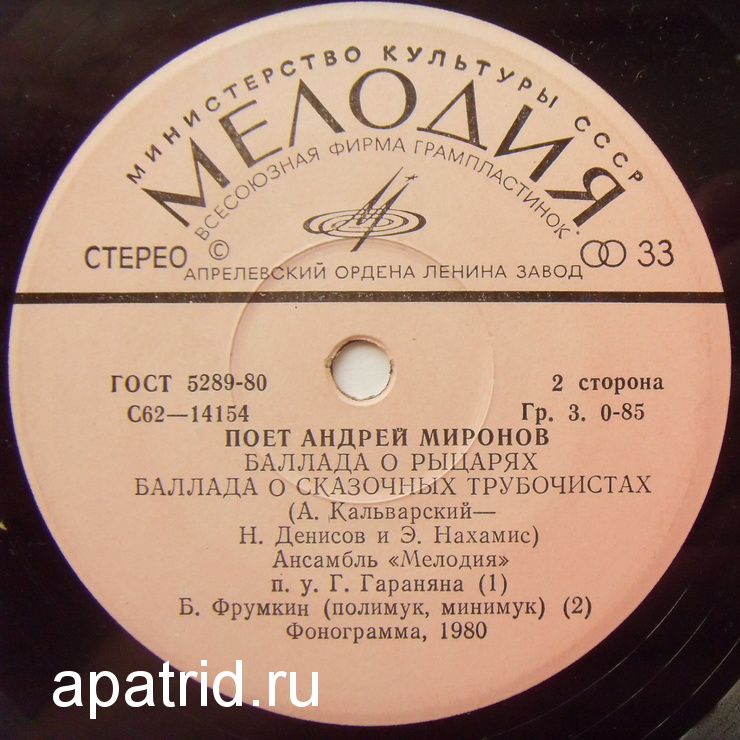 МИНИСТЕРСТВО КУЛЬТУРЫ СССР
МЕЛОДИЯ
ВСЕСОЮЗНАЯ ФИРМА ГРАМПЛАСТИНОК
СТЕРЕО © 33
АПРЕЛЕВСКИЙ ОРДЕНА ЛЕНИНА ЗАВОД
ГОСТ 5289-80 2 сторона
С62—14154 Гр. 3. 0-85
ПОЕТ АНДРЕЙ МИРОНОВ
БАЛЛАДА О РЫЦАРЯХ
БАЛЛАДА О СКАЗОЧНЫХ ТРУБОЧИСТАХ
(А. Кальварский—
Н. Денисов и Э. Нахамис)
Ансамбль «Мелодия»
п. у. Г. Гараняна (1)
Б. Фрумкин (полимук, минимук) (2)
Фонограмма, 1980
apatrid.ru